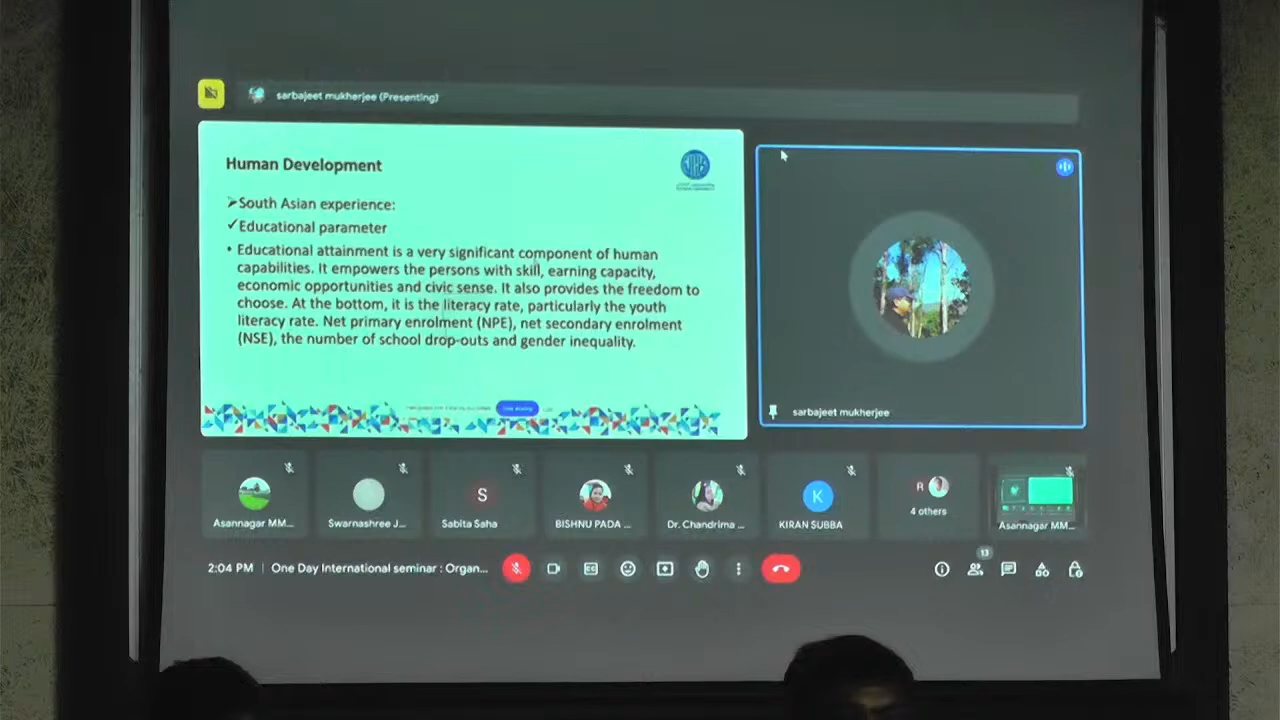 sarbajeet mukherjee (Presenting)
Human Development
➢South Asian experience:
✓Educational parameter
• Educational attainment is a very significant component of human
capabilities. It empowers the persons with skill, earning capacity,
economic opportunities and civic sense. It also provides the freedom to
choose. At the bottom, it is the literacy rate, particularly the youth
literacy rate. Net primary enrolment (NPE), net secondary enrolment
(NSE), the number of school drop-outs and gender inequality.
sarbajeet mukherjee
S
K
R
Asannagar MM...
Swarnashree J...
Sabita Saha
BISHNU PADA ...
Dr. Chandrima ...
KIRAN SUBBA
4 others
Asannagar MM...
2:04 PM | One Day International seminar : Organ...
CC
13